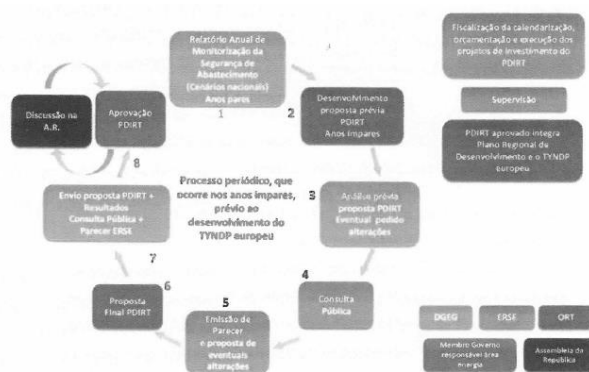 Relatório Anual de
Monitorização da
Segurança de
Abastecimento
(Cenários nacionais)
Anos pares
1
2
Desenvolvimento
proposta prévia
PDIRT
Anos Impares
3
Análise prévia
proposta PDIRT
Eventual pedido
alterações
4
Consulta
Pública
5
Emissão de
Parecer
e proposta de
eventuais
alterações
6
Proposta
Final PDIRT
7
Envio proposta PDIRT +
Resultados
Consulta Pública +
Parecer ERSE
8
Aprovação
PDIRT
Discussão na
A.R.
Processo periódico, que
ocorre nos anos impares,
prévio ao
desenvolvimento do
TYNDP europeu
Fiscalização da calendarização,
orçamentação e execução dos
projetos de investimento do
PDIRT
Supervisão
PDIRT aprovado integra
Plano Regional de
Desenvolvimento e o TYNDP
europeu
DGEG
ERSE
ORT
Membro Governo
responsável área
energia
Assembleia da
República